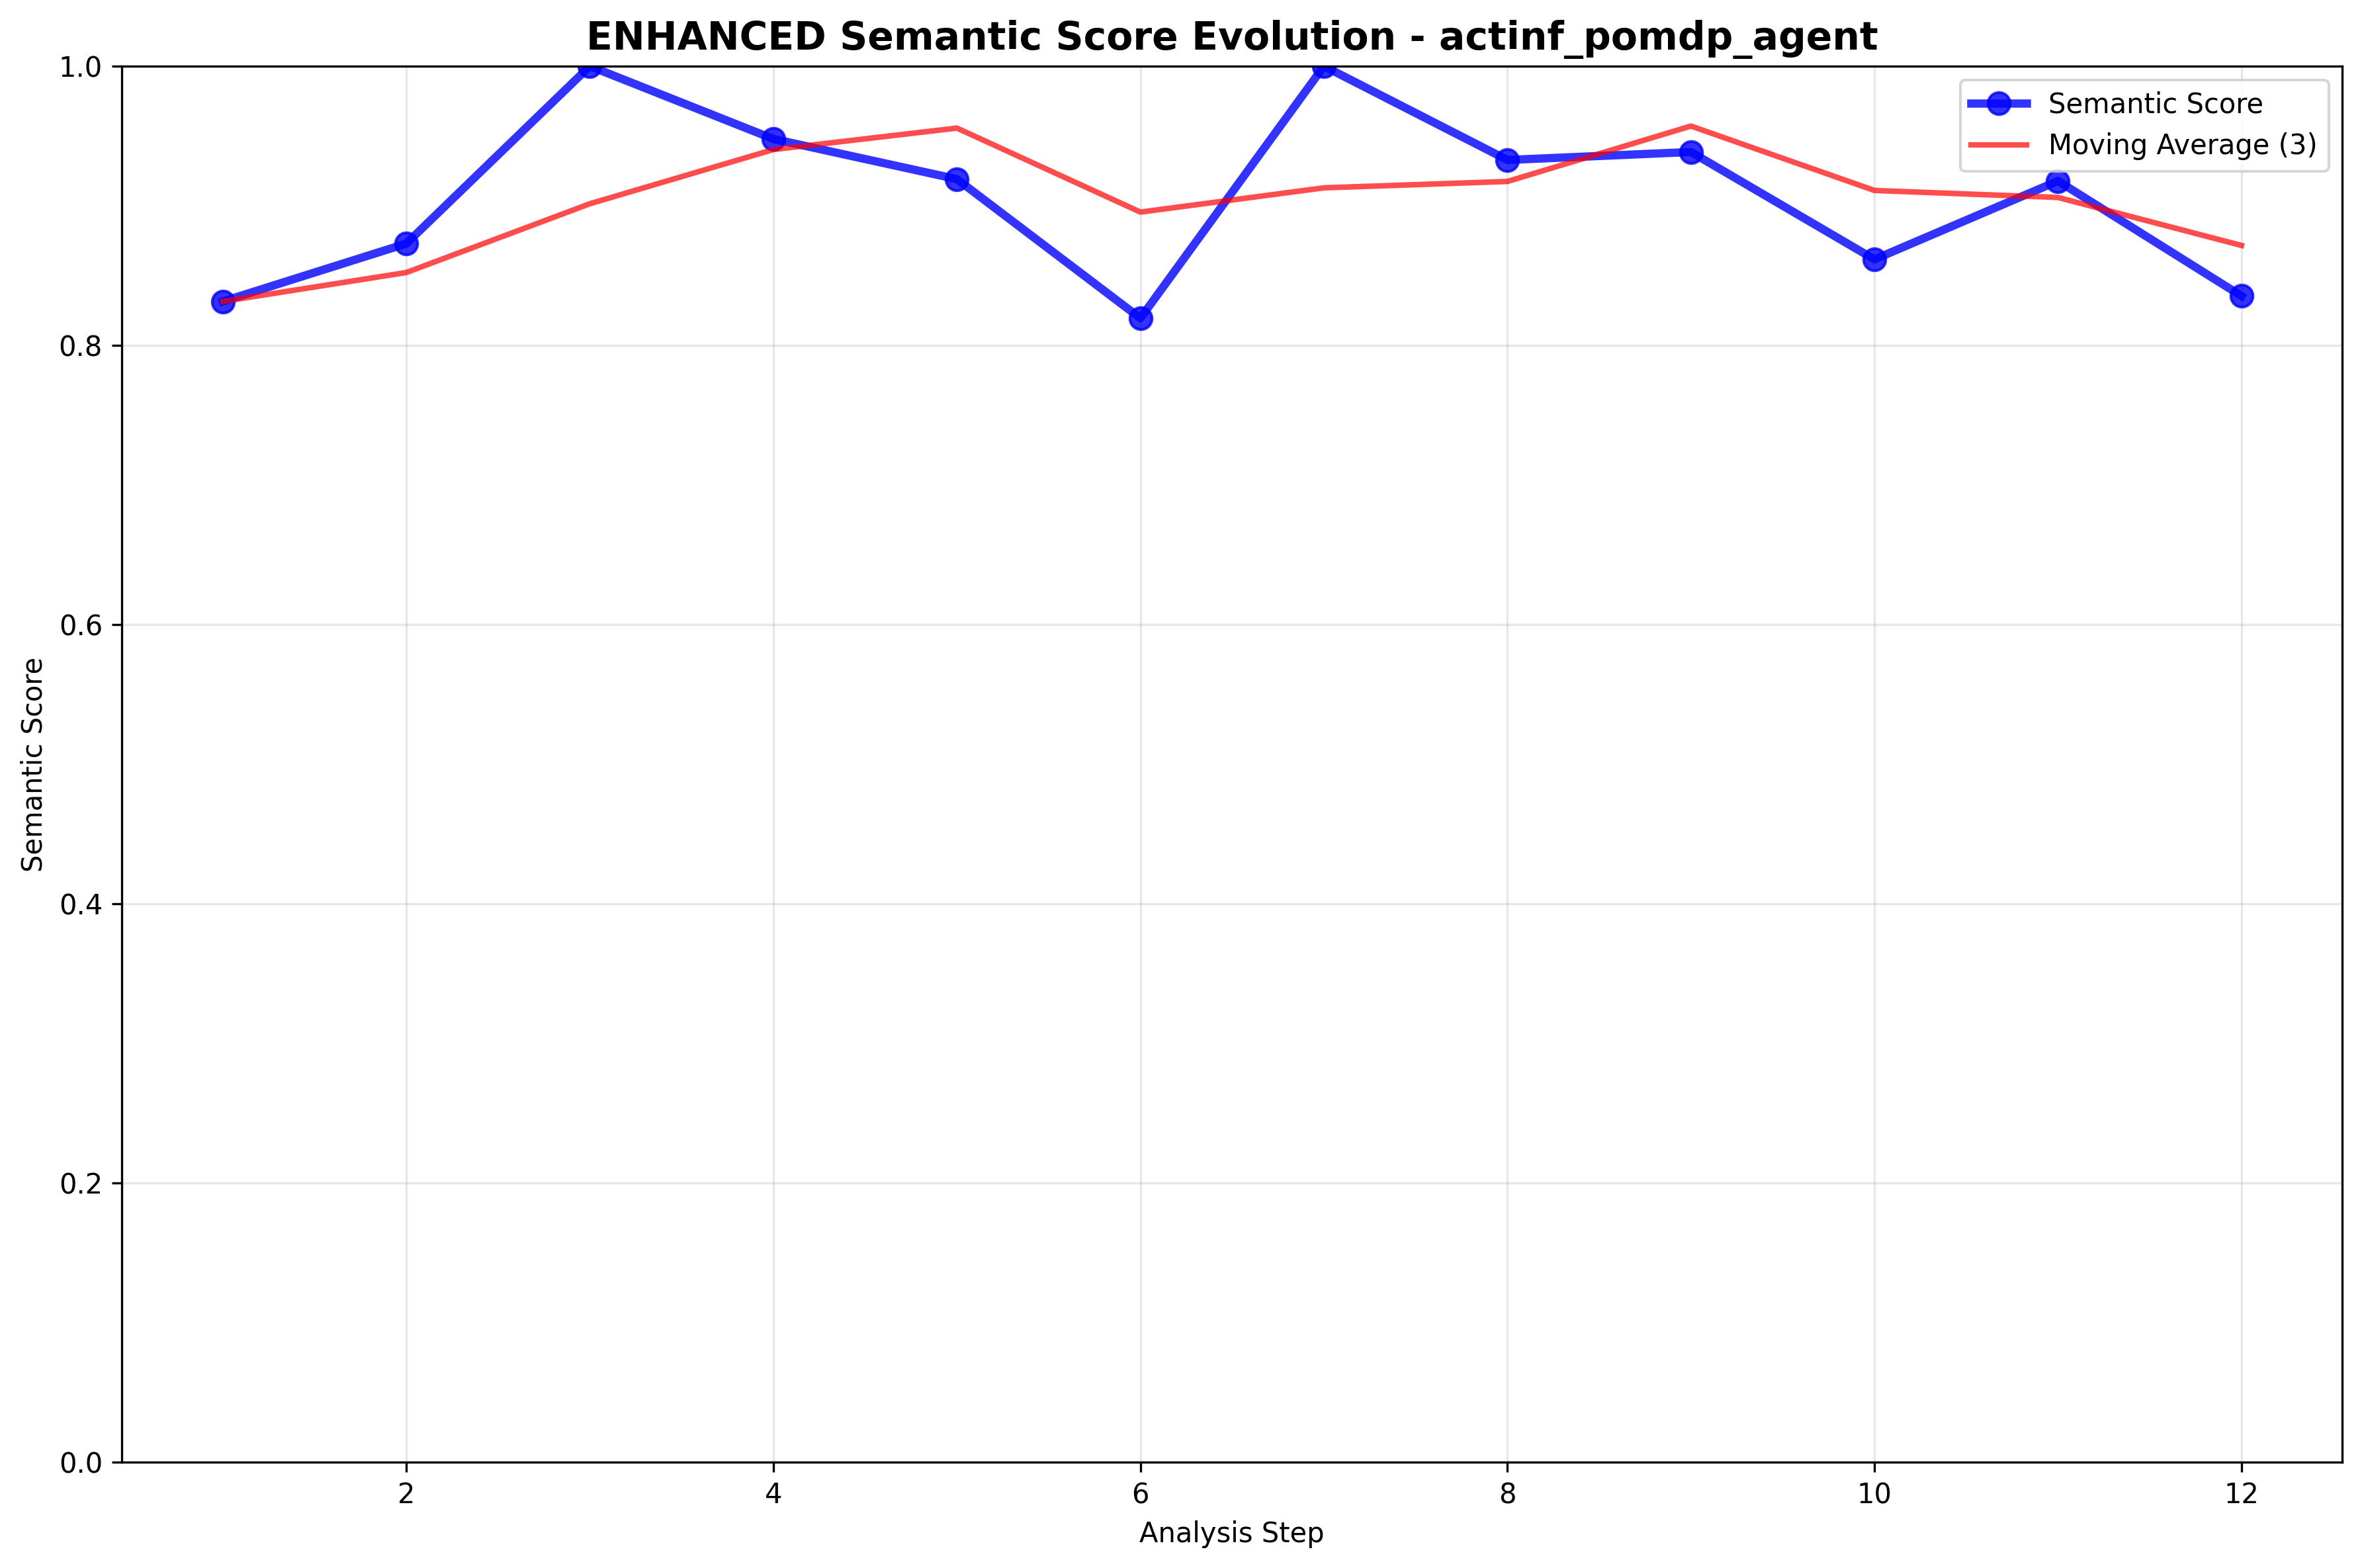 ENHANCED Semantic Score Evolution - actinf_pomdp_agent
Semantic Score
Moving Average (3)
1.0
0.8
0.6
0.4
0.2
0.0
Semantic Score
2
4
6
8
10
12
Analysis Step